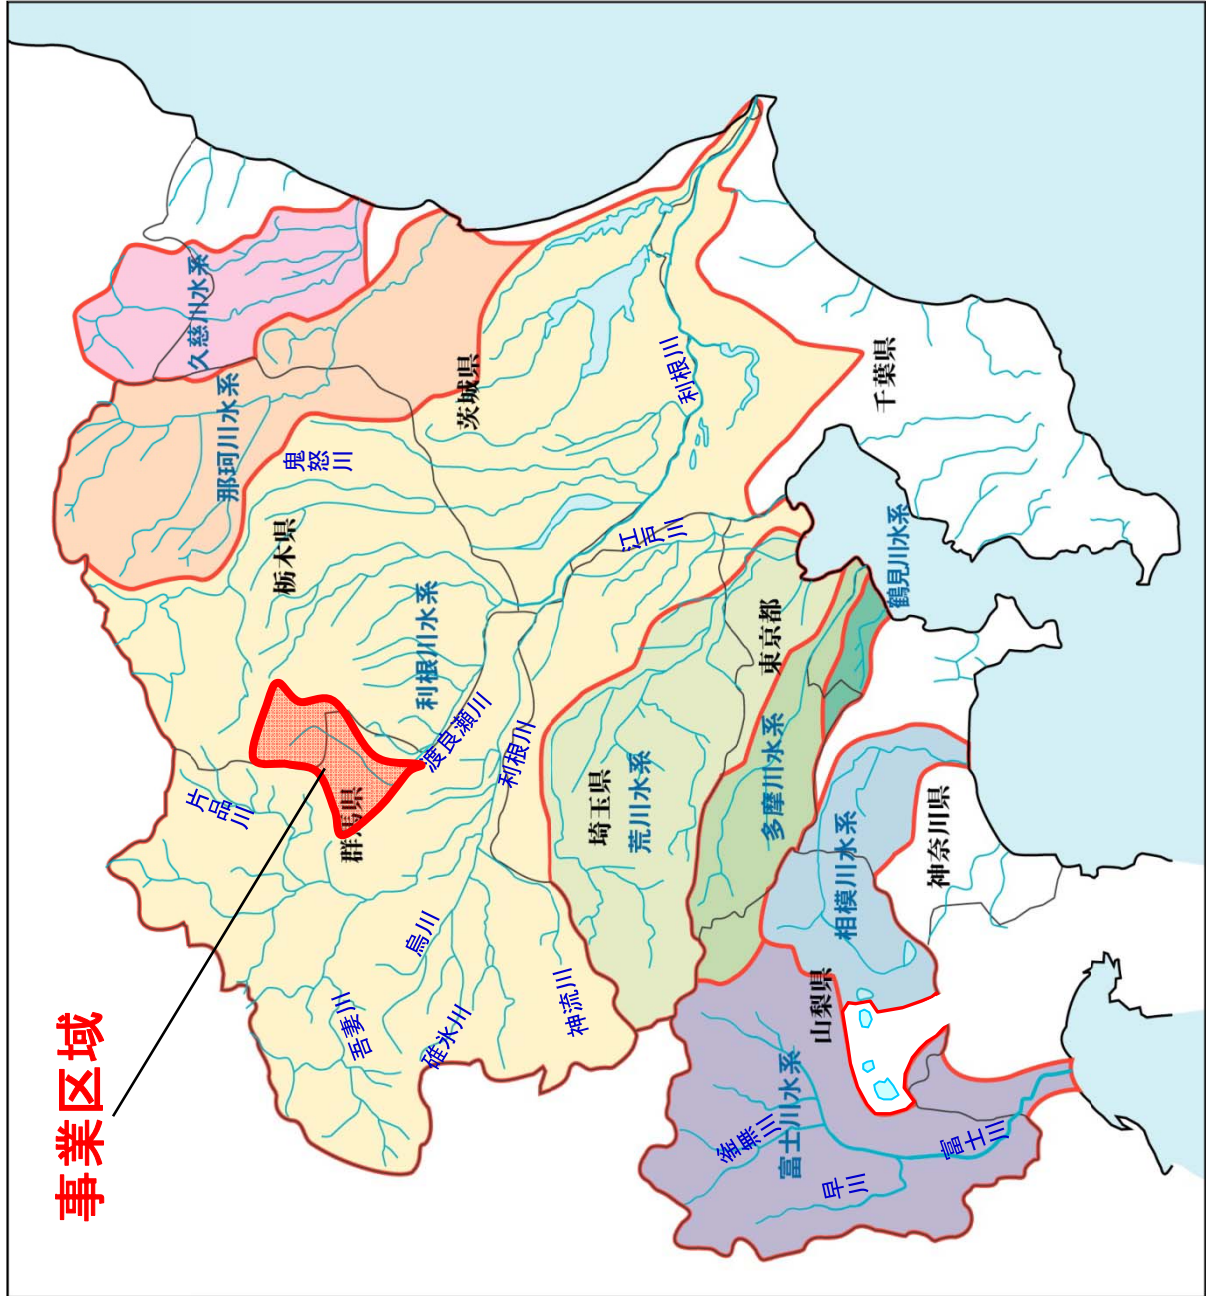 事業区域
久慈川水系
片品川
那珂川水系
栃木県
鬼怒川
吾妻川
群馬県
烏川
利根川水系
碓氷川
渡良瀬川
茨城県
利根川
神流川
埼玉県
荒川水系
江戸川
利根川
釜無川
東京都
多摩川水系
富士川水系
山梨県
早川
相模川水系
千葉県
鶴見川水系
神奈川県
富士川